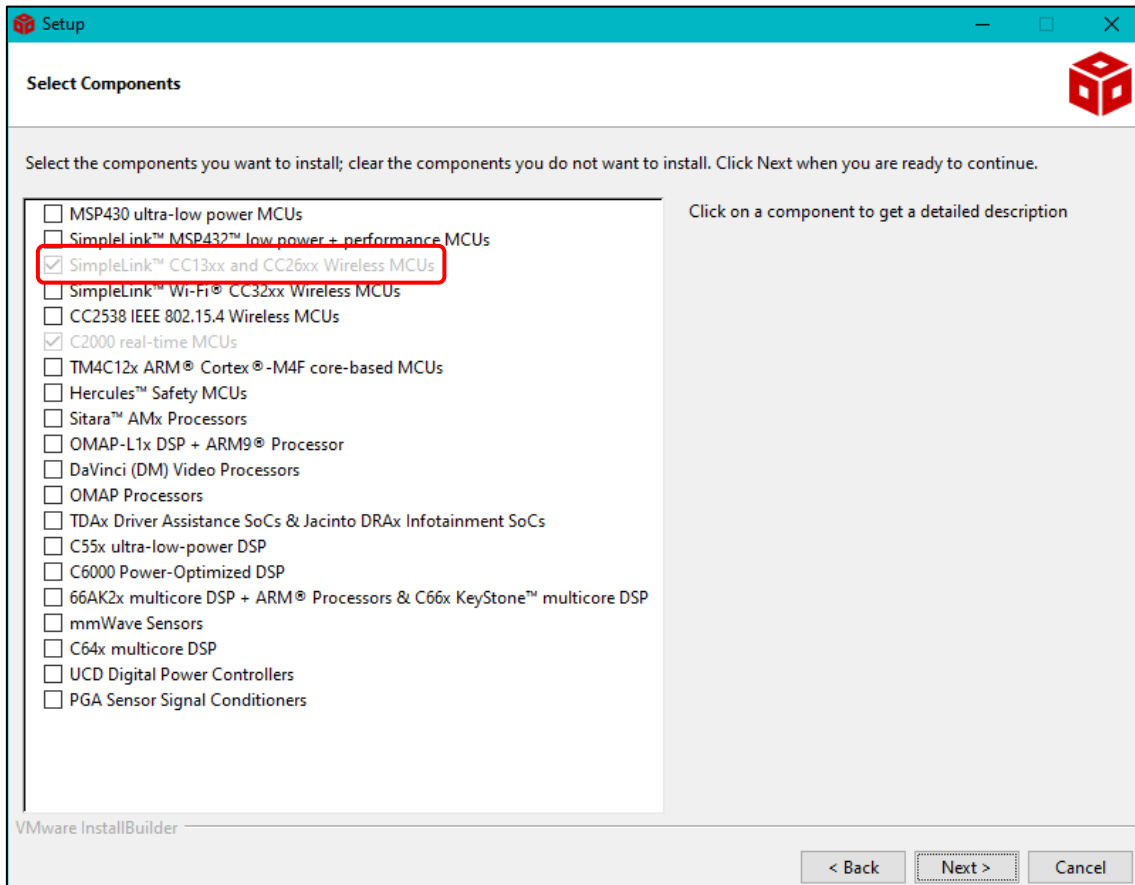 Setup
Select Components
Select the components you want to install; clear the components you do not want to install. Click Next when you are ready to continue.
MSP430 ultra-low power MCUs
Click on a component to get a detailed description
SimpleLink™ MSP432™ low power + performance MCUs
SimpleLink™ CC13xx and CC26xx Wireless MCUs
SimpleLink™ Wi-Fi® CC32xx Wireless MCUs
CC2538 IEEE 802.15.4 Wireless MCUs
C2000 real-time MCUs
TM4C12x ARM® Cortex®-M4F core-based MCUs
Hercules™ Safety MCUs
Sitara™ AMx Processors
OMAP-L1x DSP + ARM9® Processor
DaVinci (DM) Video Processors
OMAP Processors
TDAx Driver Assistance SoCs & Jacinto DRAx Infotainment SoCs
C55x ultra-low-power DSP
C6000 Power-Optimized DSP
66AK2x multicore DSP + ARM® Processors & C66x KeyStone™ multicore DSP
mmWave Sensors
C64x multicore DSP
UCD Digital Power Controllers
PGA Sensor Signal Conditioners
VMware InstallBuilder
< Back Next > Cancel